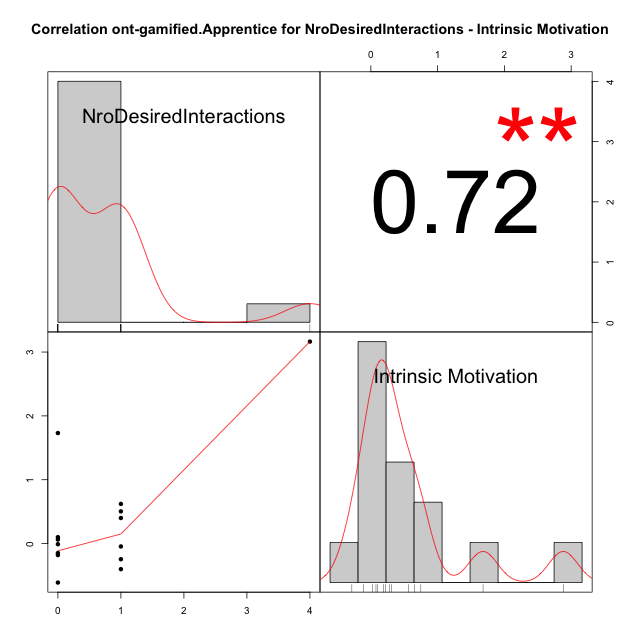 Correlation ont-gamified.Apprentice for NroDesiredInteractions - Intrinsic Motivation
0 1 2 3
NroDesiredInteractions
**
0.72
4
3
2
1
0
3
2
1
0
Intrinsic Motivation
0 1 2 3 4